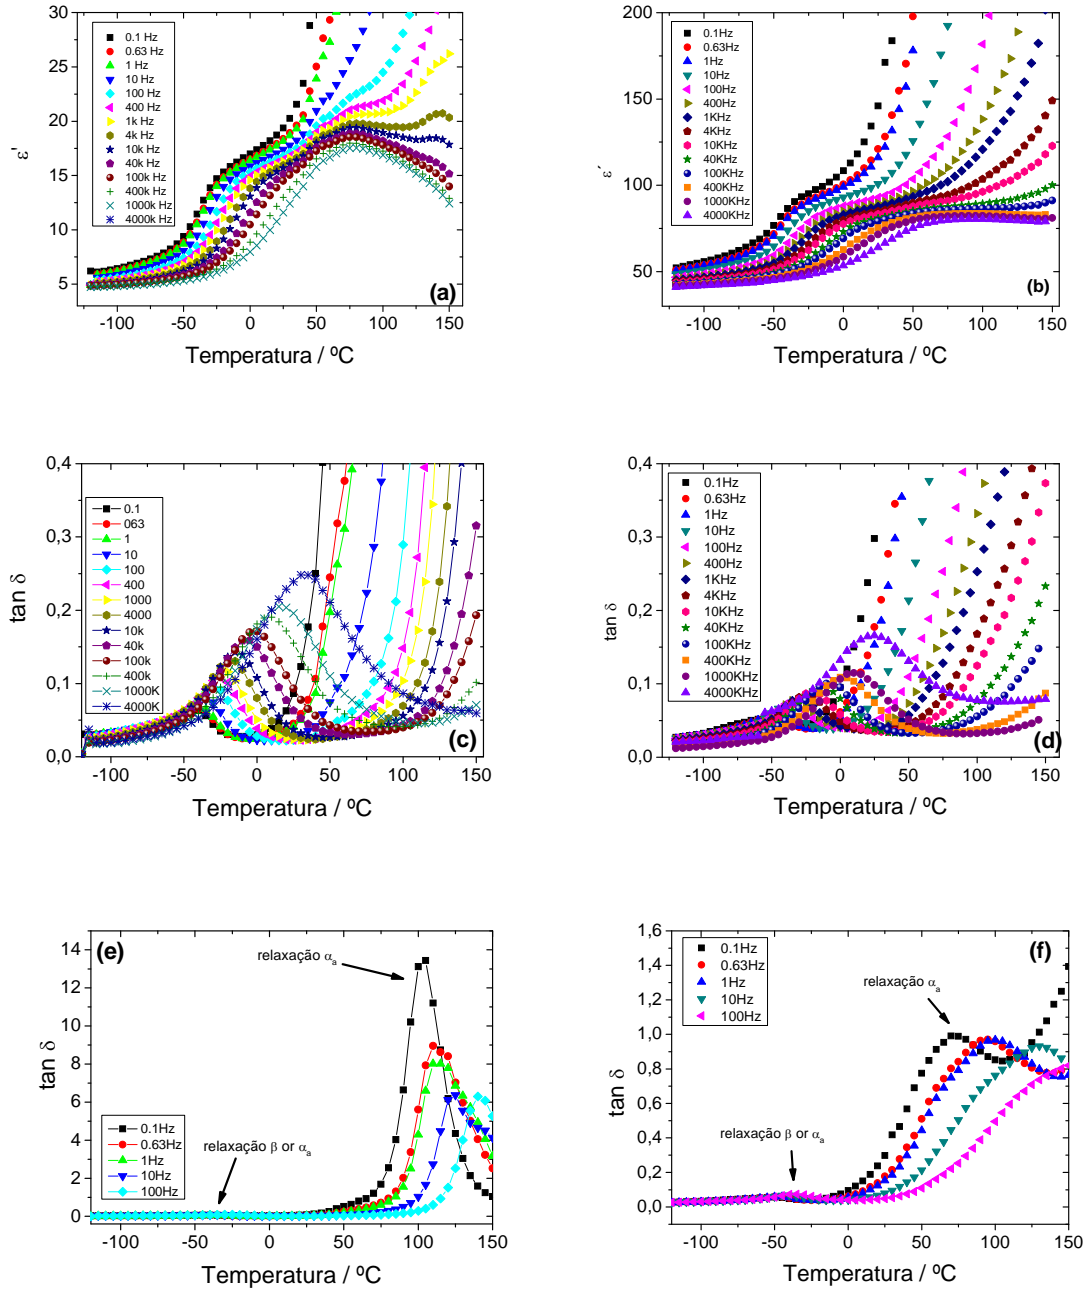 30
25
20
15
10
5
ε'
0.1 Hz
0.63 Hz
1 Hz
10 Hz
100 Hz
400 Hz
1k Hz
4k Hz
10k Hz
40k Hz
100k Hz
400k Hz
1000k Hz
4000k Hz
(a)
-100 -50 0 50 100 150
Temperatura / ºC
200
150
100
50
ε´
0.1Hz
0.63Hz
1Hz
10Hz
100Hz
400Hz
1KHz
4KHz
10KHz
40KHz
100KHz
400KHz
1000KHz
4000KHz
(b)
-100 -50 0 50 100 150
Temperatura / ºC
0,4
0,3
0,2
0,1
0,0
tan δ
0.1
063
1
10
100
400
1000
4000
10k
40k
100k
400k
1000K
4000K
(c)
-100 -50 0 50 100 150
Temperatura / ºC
0,4
0,3
0,2
0,1
0,0
tan δ
0.1Hz
0.63Hz
1Hz
10Hz
100Hz
400Hz
1KHz
4KHz
10KHz
40KHz
100KHz
400KHz
1000KHz
4000KHz
(d)
-100 -50 0 50 100 150
Temperatura / ºC
14
12
10
8
6
4
2
0
tan δ
(e)
relaxação αa
relaxação β or αa
0.1Hz
0.63Hz
1Hz
10Hz
100Hz
-100 -50 0 50 100 150
Temperatura / ºC
1,6
1,4
1,2
1,0
0,8
0,6
0,4
0,2
0,0
tan δ
0.1Hz
0.63Hz
1Hz
10Hz
100Hz
(f)
relaxação αa
relaxação β or αa
-100 -50 0 50 100 150
Temperatura / ºC